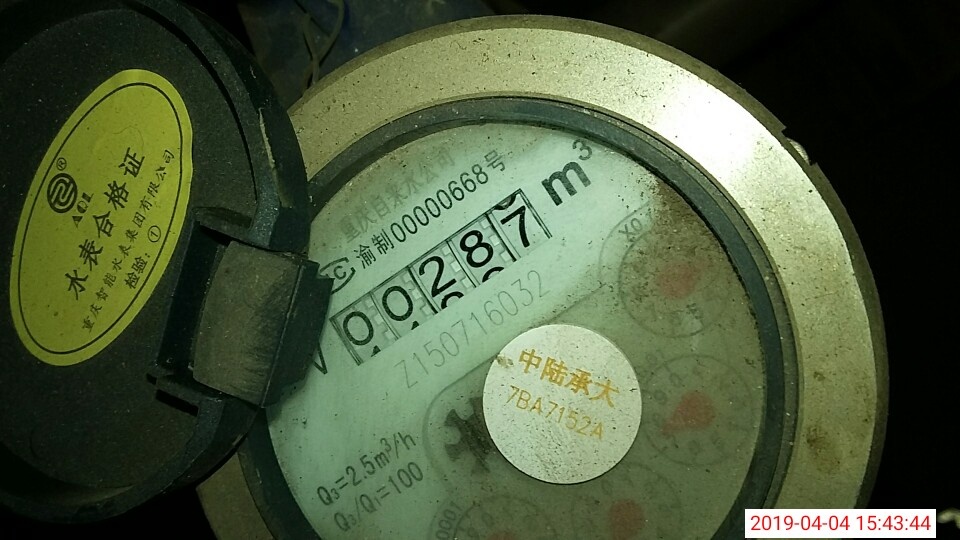 ACL®
水表合格证
重庆智能水表集团有限公司
检验: ①
重庆自来水公司
渝制00000668号
00287 m³
Z150716032
中陆承大
7BA7152A
Q₃=2.5m³/h
Q₃/Q₁=100
2019-04-04 15:43:44